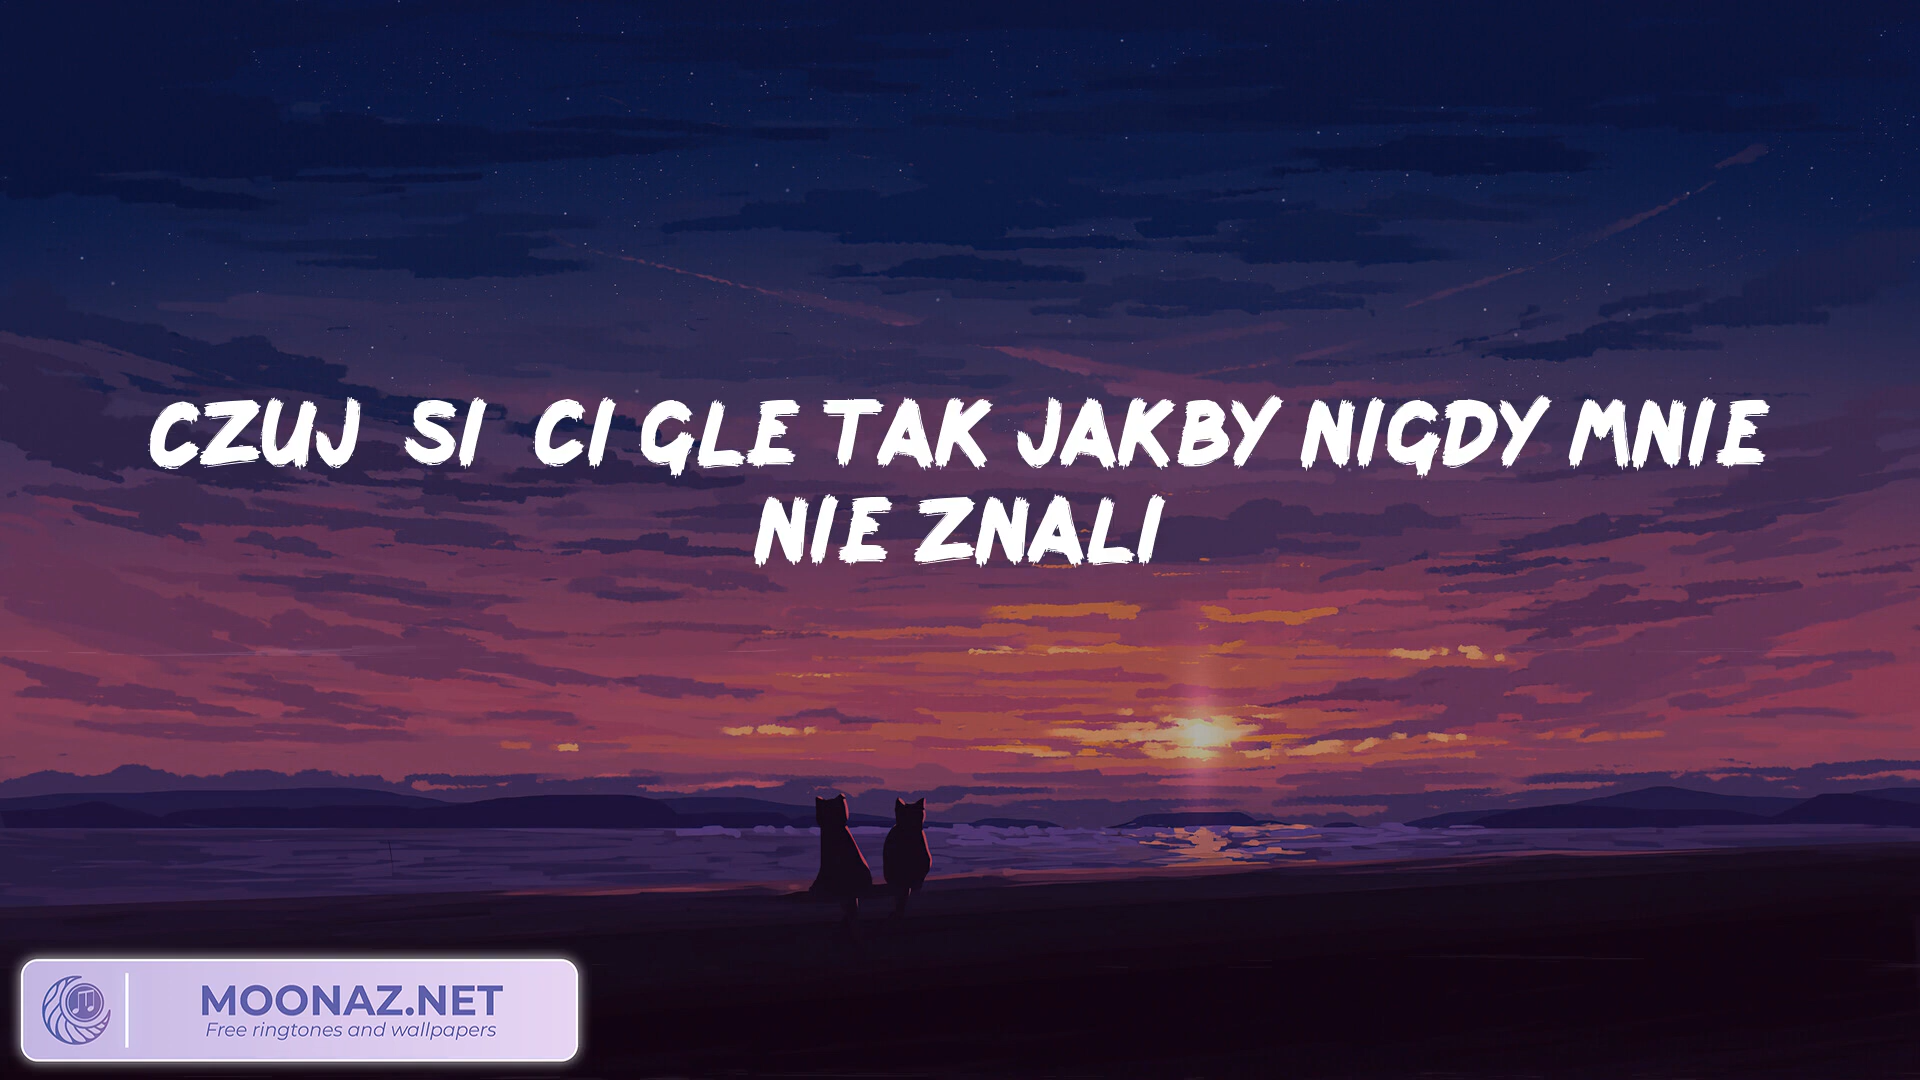 CZUJ SI CI GLE TAK JAKBY NIGDY MNIE
NIE ZNALI
MOONAZ.NET
Free ringtones and wallpapers